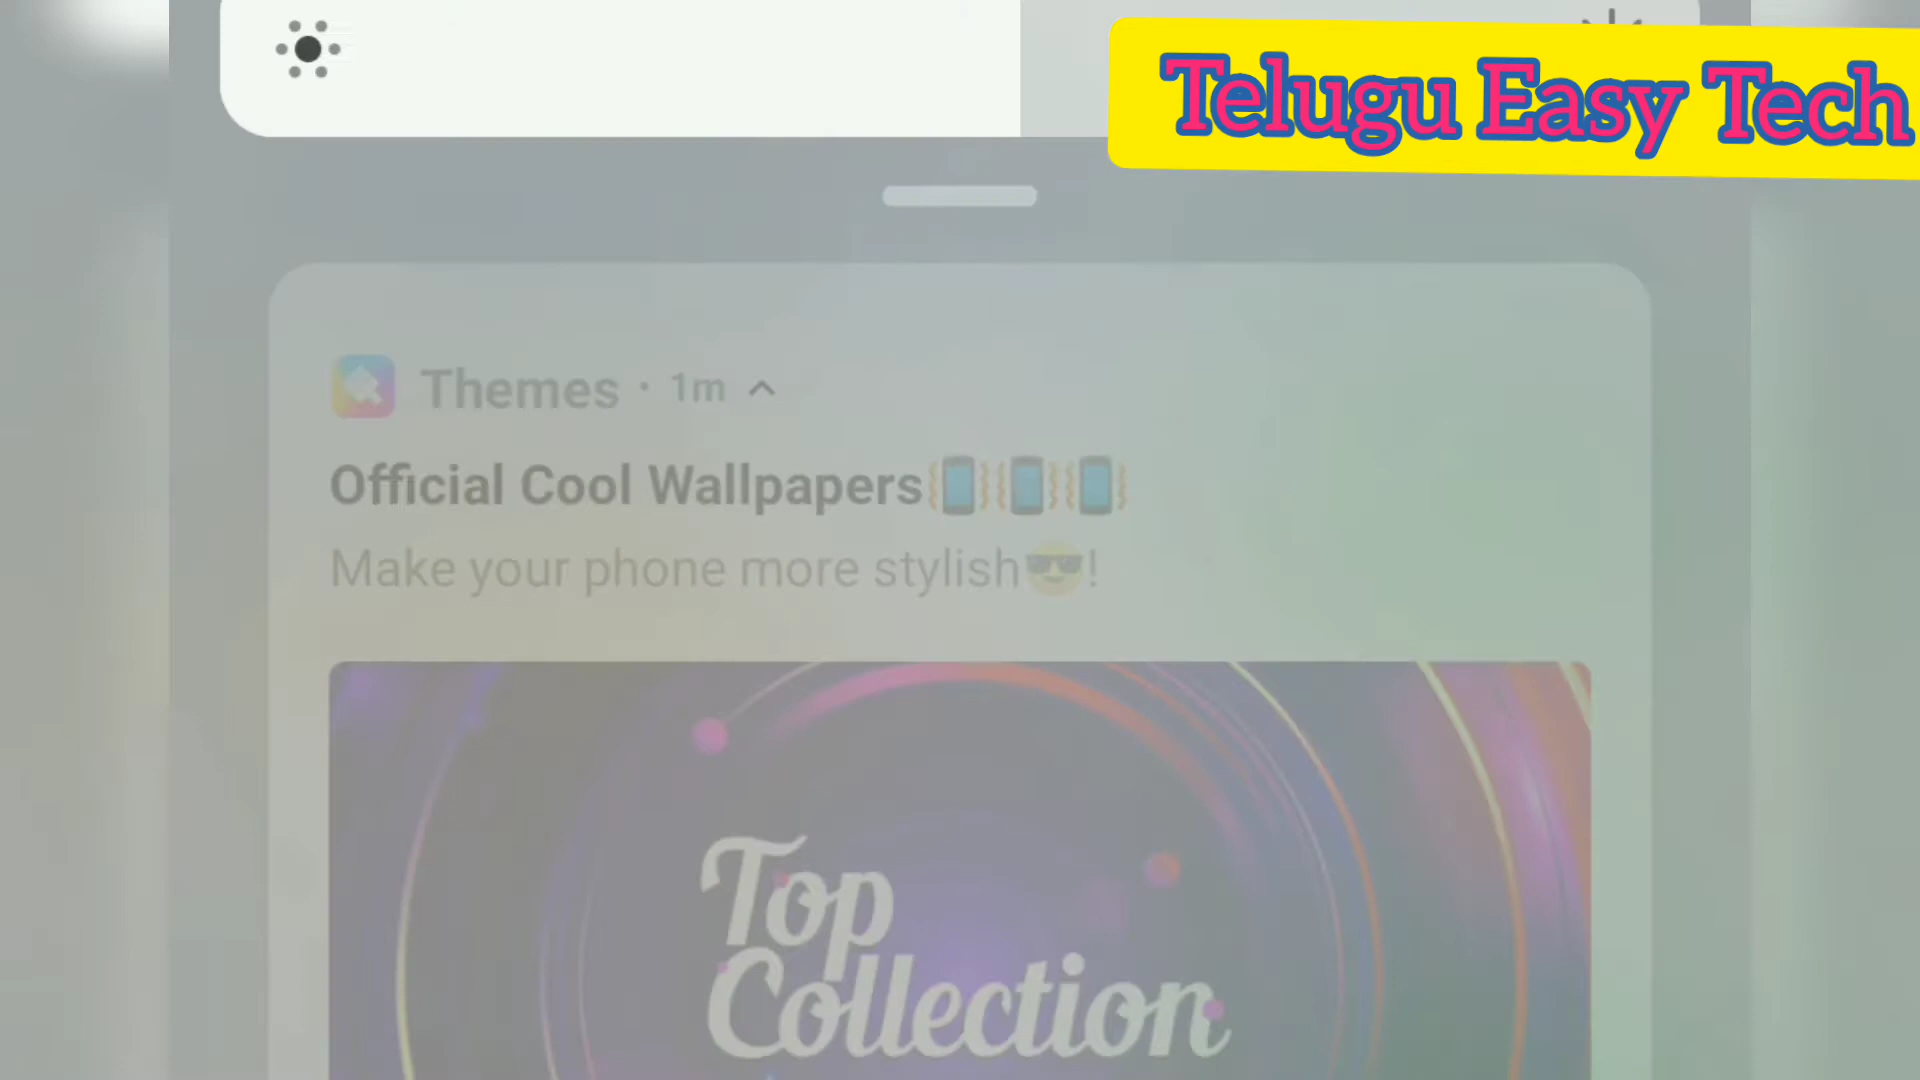 Telugu Easy Tech
Themes · 1m
Official Cool Wallpapers📳📳📳
Make your phone more stylish😎!
Top
Collection